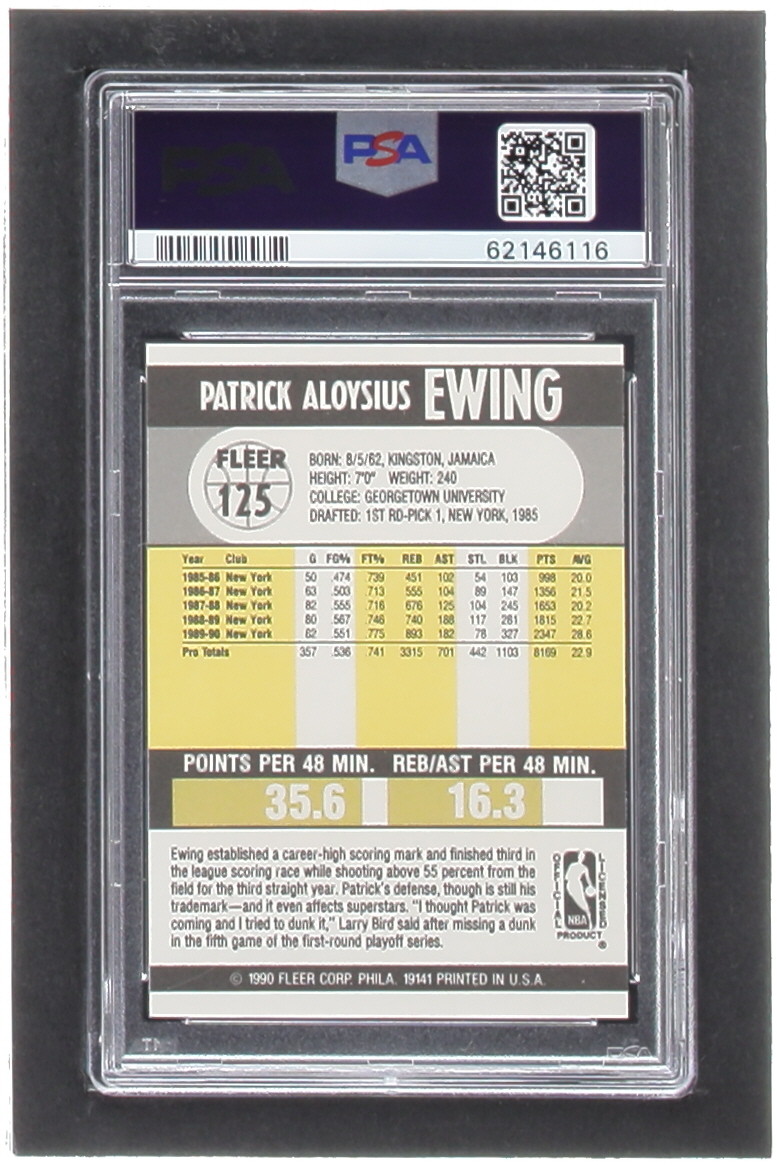 PSA
PSA
62146116
PATRICK ALOYSIUS EWING
FLEER
125
BORN: 8/5/62, KINGSTON, JAMAICA
HEIGHT: 7'0" WEIGHT: 240
COLLEGE: GEORGETOWN UNIVERSITY
DRAFTED: 1ST RD-PICK 1, NEW YORK, 1985
Year Club G FG% FT% REB AST STL BLK PTS AVG
1985-86 New York 50 .474 .739 451 102 54 103 998 20.0
1986-87 New York 63 .503 .713 555 104 89 147 1356 21.5
1987-88 New York 82 .555 .716 676 125 104 245 1653 20.2
1988-89 New York 80 .567 .746 740 188 117 281 1815 22.7
1989-90 New York 82 .551 .775 893 182 78 327 2347 28.6
Pro Totals 357 .536 .741 3315 701 442 1103 8169 22.9
POINTS PER 48 MIN. REB/AST PER 48 MIN.
35.6 16.3
Ewing established a career-high scoring mark and finished third in
the league scoring race while shooting above 55 percent from the
field for the third straight year. Patrick's defense, though is still his
trademark—and it even affects superstars. "I thought Patrick was
coming and I tried to dunk it," Larry Bird said after missing a dunk
in the fifth game of the first-round playoff series.
OFFICIAL
LICENSED
NBA
PRODUCT
®
© 1990 FLEER CORP. PHILA. 19141 PRINTED IN U.S.A.
PSA